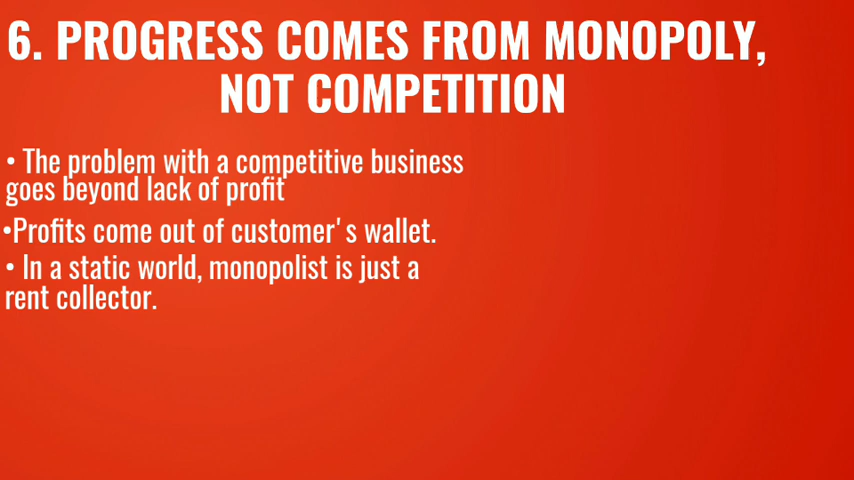 6. PROGRESS COMES FROM MONOPOLY,
NOT COMPETITION
• The problem with a competitive business
goes beyond lack of profit
•Profits come out of customer's wallet.
• In a static world, monopolist is just a
rent collector.